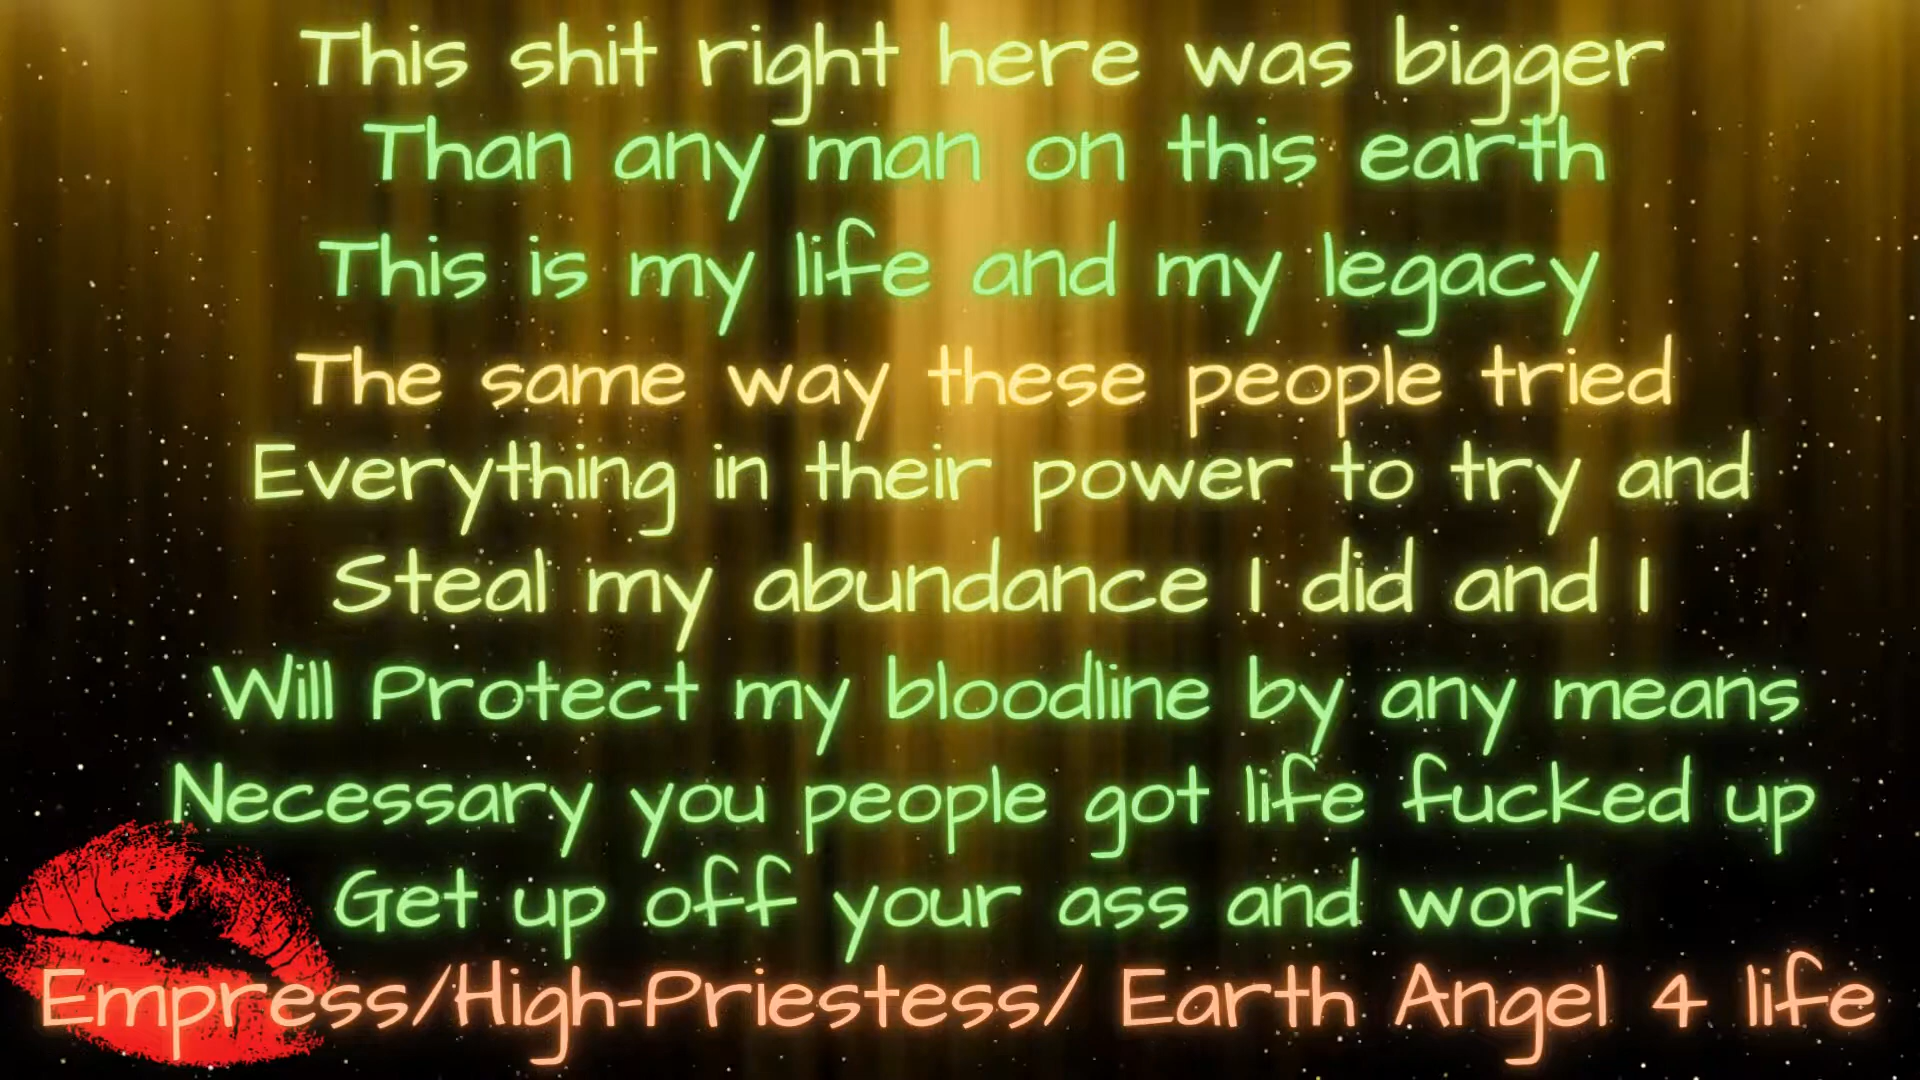 This shit right here was bigger
Than any man on this earth
This is my life and my legacy
The same way these people tried
Everything in their power to try and
Steal my abundance I did and I
Will Protect my bloodline by any means
Necessary you people got life fucked up
Get up off your ass and work
Empress/High-Priestess/ Earth Angel 4 life